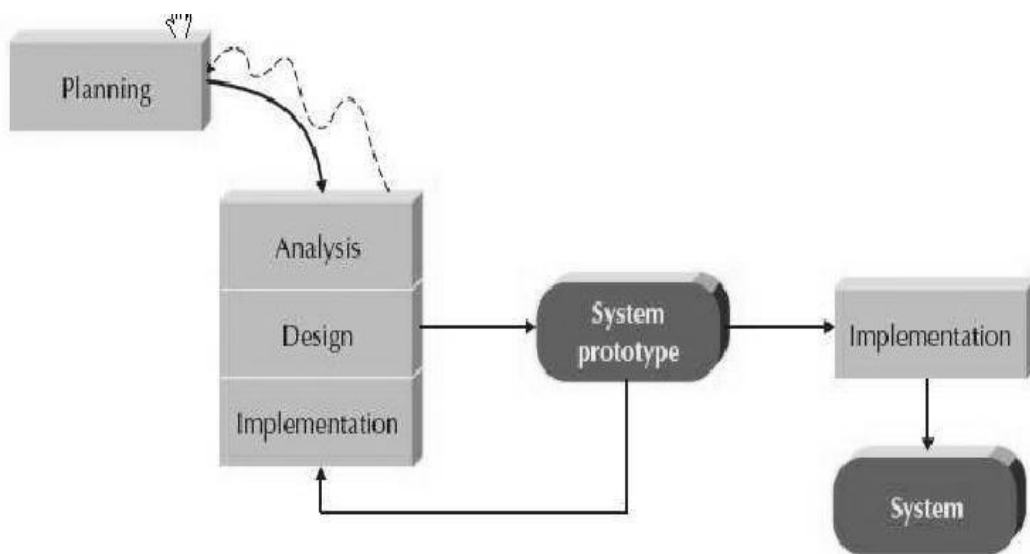 Planning
Analysis
Design
Implementation
System
prototype
Implementation
System